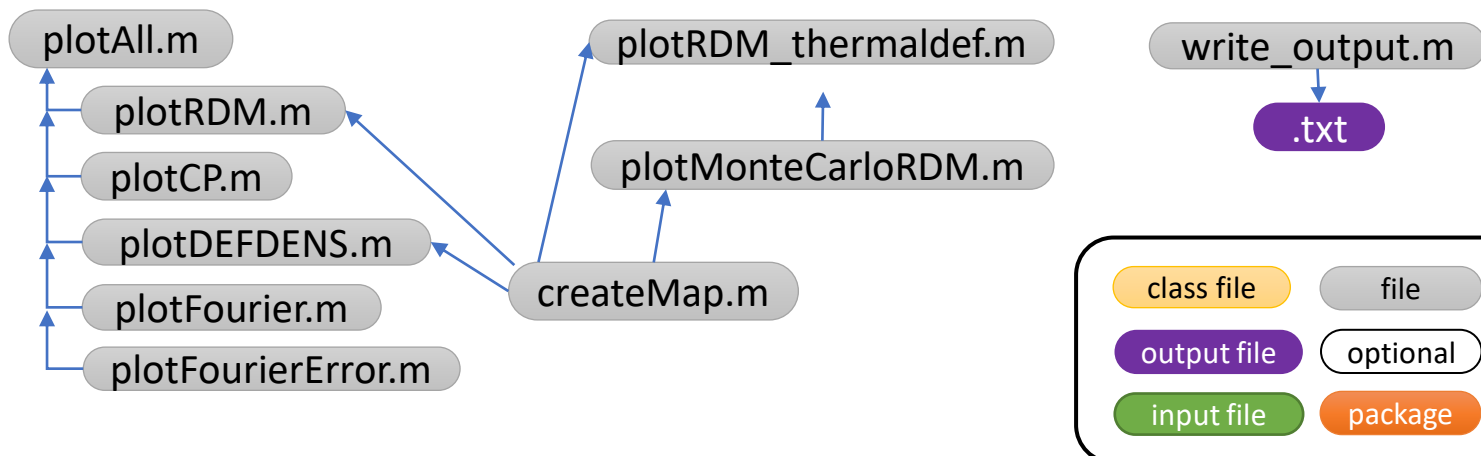 plotAll.m
plotRDM.m
plotCP.m
plotDEFDENS.m
plotFourier.m
plotFourierError.m
plotRDM_thermaldef.m
plotMonteCarloRDM.m
createMap.m
write_output.m
.txt
class file
file
output file
optional
input file
package